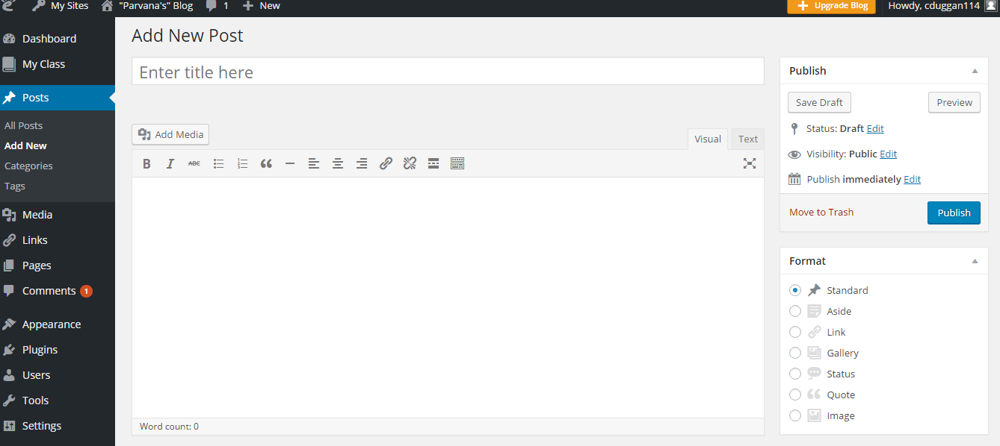 My Sites "Parvana's" Blog 1 New Upgrade Blog Howdy, cduggan114
Dashboard
My Class
Posts
All Posts
Add New
Categories
Tags
Media
Links
Pages
Comments 1
Appearance
Plugins
Users
Tools
Settings
Add New Post
Enter title here
Add Media
Visual Text
B I ABC
Word count: 0
Publish
Save Draft Preview
Status: Draft Edit
Visibility: Public Edit
Publish immediately Edit
Move to Trash Publish
Format
Standard
Aside
Link
Gallery
Status
Quote
Image